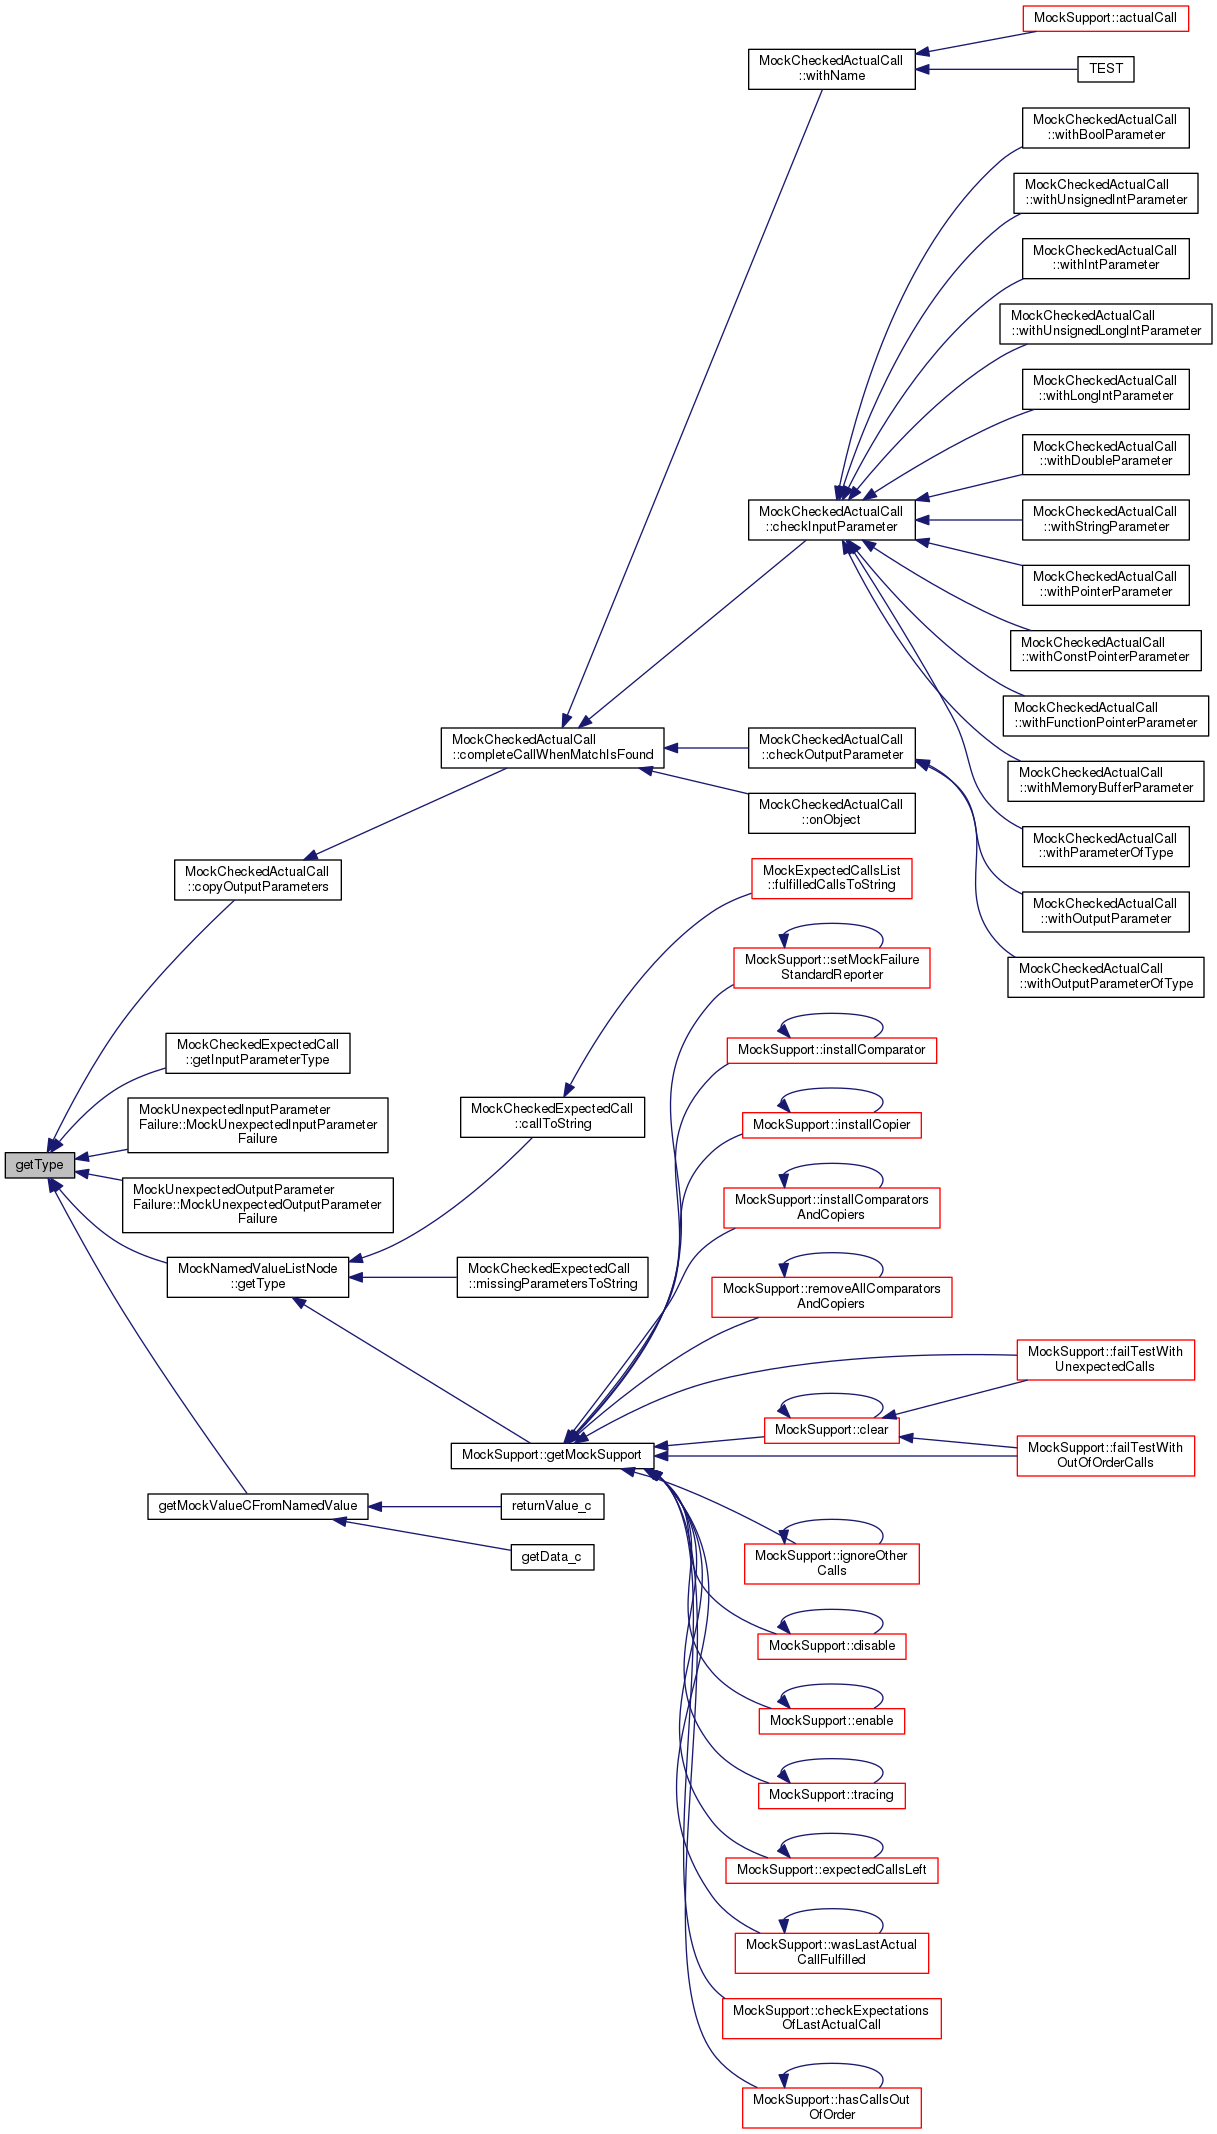 MockSupport::actualCall
MockCheckedActualCall
::withName
TEST
MockCheckedActualCall
::withBoolParameter
MockCheckedActualCall
::withUnsignedIntParameter
MockCheckedActualCall
::withIntParameter
MockCheckedActualCall
::withUnsignedLongIntParameter
MockCheckedActualCall
::withLongIntParameter
MockCheckedActualCall
::withDoubleParameter
MockCheckedActualCall
::checkInputParameter
MockCheckedActualCall
::withStringParameter
MockCheckedActualCall
::withPointerParameter
MockCheckedActualCall
::withConstPointerParameter
MockCheckedActualCall
::withFunctionPointerParameter
MockCheckedActualCall
::completeCallWhenMatchIsFound
MockCheckedActualCall
::checkOutputParameter
MockCheckedActualCall
::withMemoryBufferParameter
MockCheckedActualCall
::onObject
MockCheckedActualCall
::withParameterOfType
MockCheckedActualCall
::copyOutputParameters
MockExpectedCallsList
::fulfilledCallsToString
MockCheckedActualCall
::withOutputParameter
MockSupport::setMockFailure
StandardReporter
MockCheckedActualCall
::withOutputParameterOfType
MockCheckedExpectedCall
::getInputParameterType
MockSupport::installComparator
MockUnexpectedInputParameter
Failure::MockUnexpectedInputParameter
Failure
MockCheckedExpectedCall
::callToString
MockSupport::installCopier
getType
MockUnexpectedOutputParameter
Failure::MockUnexpectedOutputParameter
Failure
MockSupport::installComparators
AndCopiers
MockNamedValueListNode
::getType
MockCheckedExpectedCall
::missingParametersToString
MockSupport::removeAllComparators
AndCopiers
MockSupport::failTestWith
UnexpectedCalls
MockSupport::clear
MockSupport::getMockSupport
MockSupport::failTestWith
OutOfOrderCalls
getMockValueCFromNamedValue
returnValue_c
getData_c
MockSupport::ignoreOther
Calls
MockSupport::disable
MockSupport::enable
MockSupport::tracing
MockSupport::expectedCallsLeft
MockSupport::wasLastActual
CallFulfilled
MockSupport::checkExpectations
OfLastActualCall
MockSupport::hasCallsOut
OfOrder